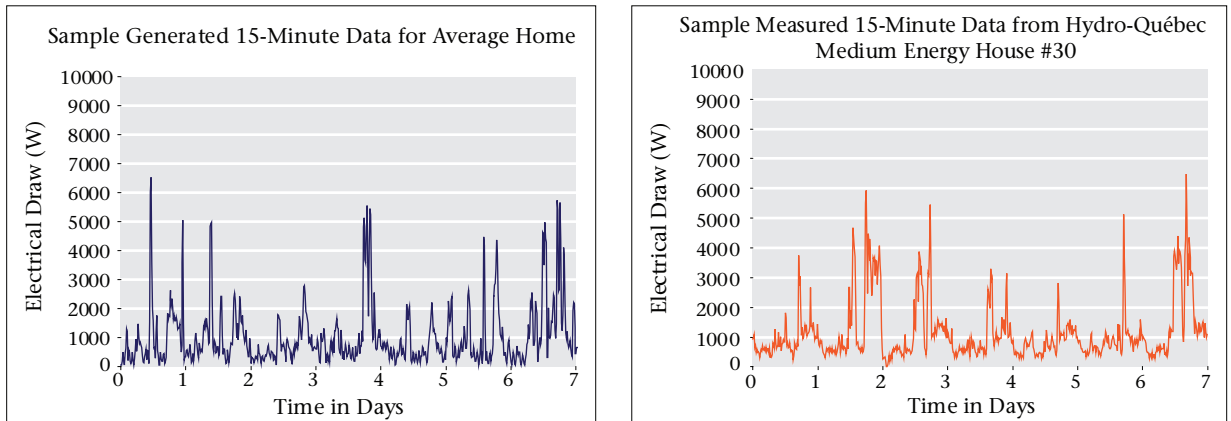 Sample Generated 15-Minute Data for Average Home
10000
9000
8000
7000
6000
5000
4000
3000
2000
1000
0
Electrical Draw (W)
0 1 2 3 4 5 6 7
Time in Days
Sample Measured 15-Minute Data from Hydro-Québec
Medium Energy House #30
10000
9000
8000
7000
6000
5000
4000
3000
2000
1000
0
Electrical Draw (W)
0 1 2 3 4 5 6 7
Time in Days